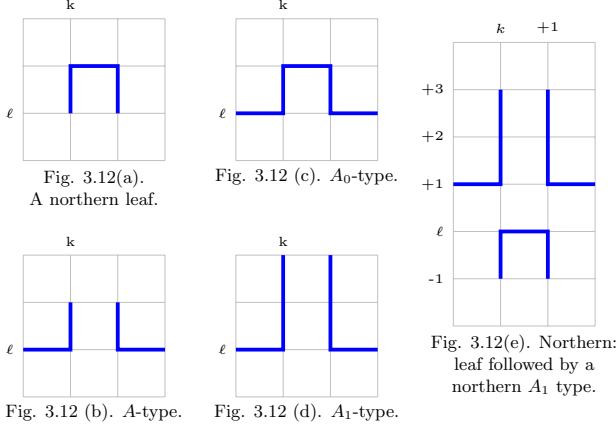 k
ℓ
Fig. 3.12(a).
A northern leaf.
k
ℓ
Fig. 3.12 (c). A₀-type.
k
ℓ
Fig. 3.12 (b). A-type.
k
ℓ
Fig. 3.12 (d). A₁-type.
k +1
+3
+2
+1
ℓ
-1
Fig. 3.12(e). Northern:
leaf followed by a
northern A₁ type.